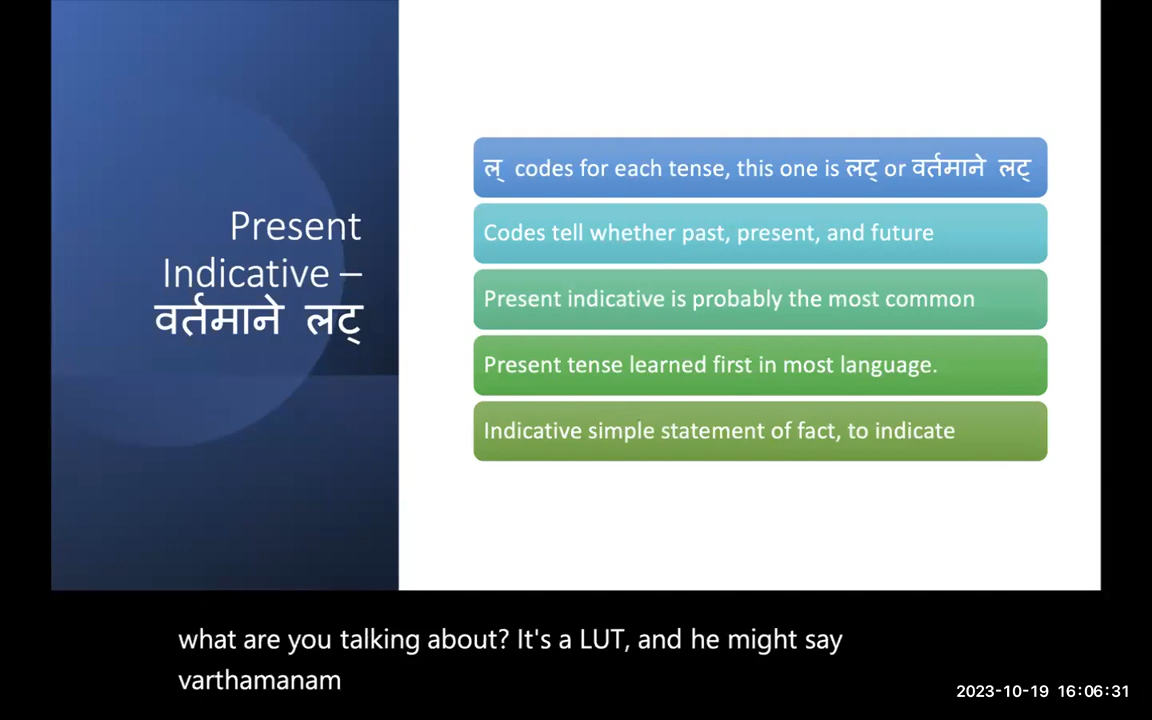 Present
Indicative –
वर्तमाने लट्
ल् codes for each tense, this one is लट् or वर्तमाने लट्
Codes tell whether past, present, and future
Present indicative is probably the most common
Present tense learned first in most language.
Indicative simple statement of fact, to indicate
what are you talking about? It's a LUT, and he might say
varthamanam
2023-10-19 16:06:31